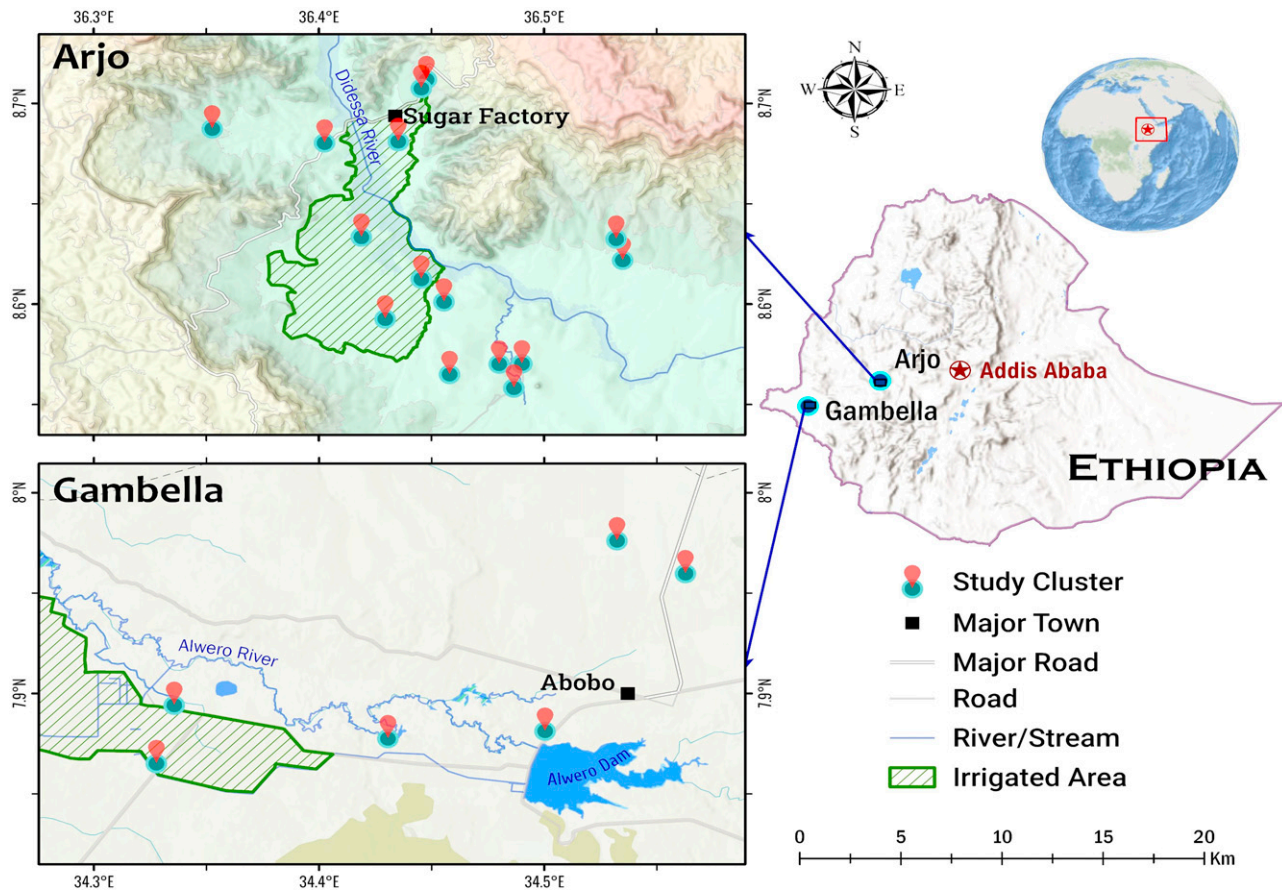 36.3°E
36.4°E
36.5°E
Arjo
8.7°N
8.7°N
Didessa River
Sugar Factory
8.6°N
8.6°N
Gambella
8°N
8°N
Alwero River
Abobo
7.9°N
7.9°N
Alwero Dam
34.3°E
34.4°E
34.5°E
N
W
E
S
Arjo
Addis Ababa
Gambella
ETHIOPIA
Study Cluster
Major Town
Major Road
Road
River/Stream
Irrigated Area
0 5 10 15 20
Km